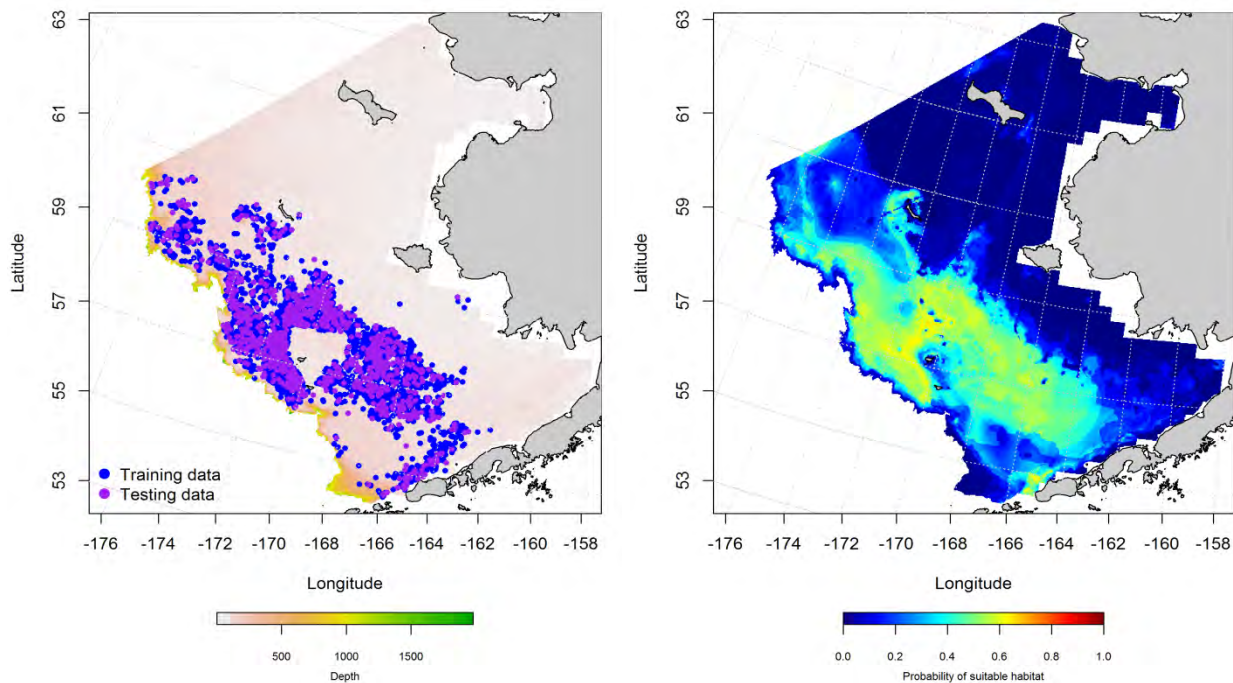 63
61
59
57
55
53
Latitude
Training data
Testing data
-176 -174 -172 -170 -168 -166 -164 -162 -160 -158
Longitude
500 1000 1500
Depth
63
61
59
57
55
53
Latitude
-176 -174 -172 -170 -168 -166 -164 -162 -160 -158
Longitude
0.0 0.2 0.4 0.6 0.8 1.0
Probability of suitable habitat